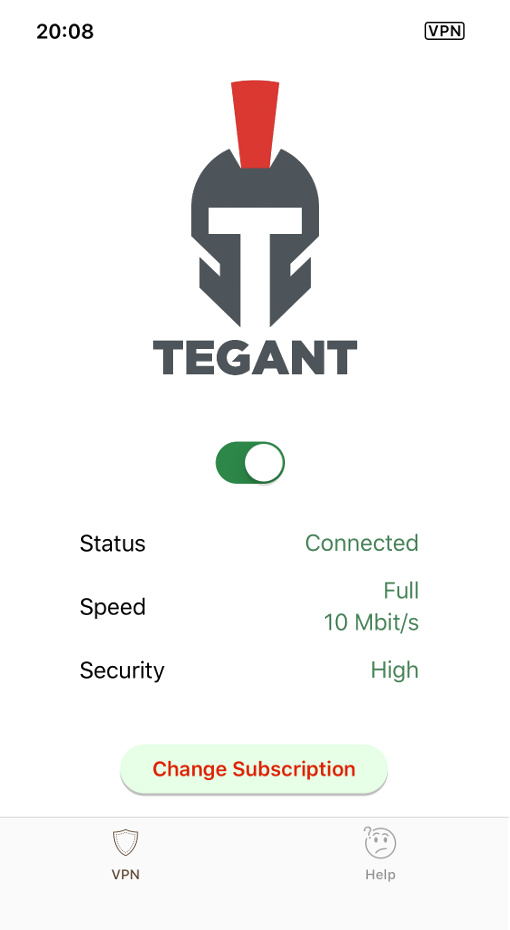 20:08
VPN
TEGANT
Status Connected
Speed Full
10 Mbit/s
Security High
Change Subscription
VPN
Help